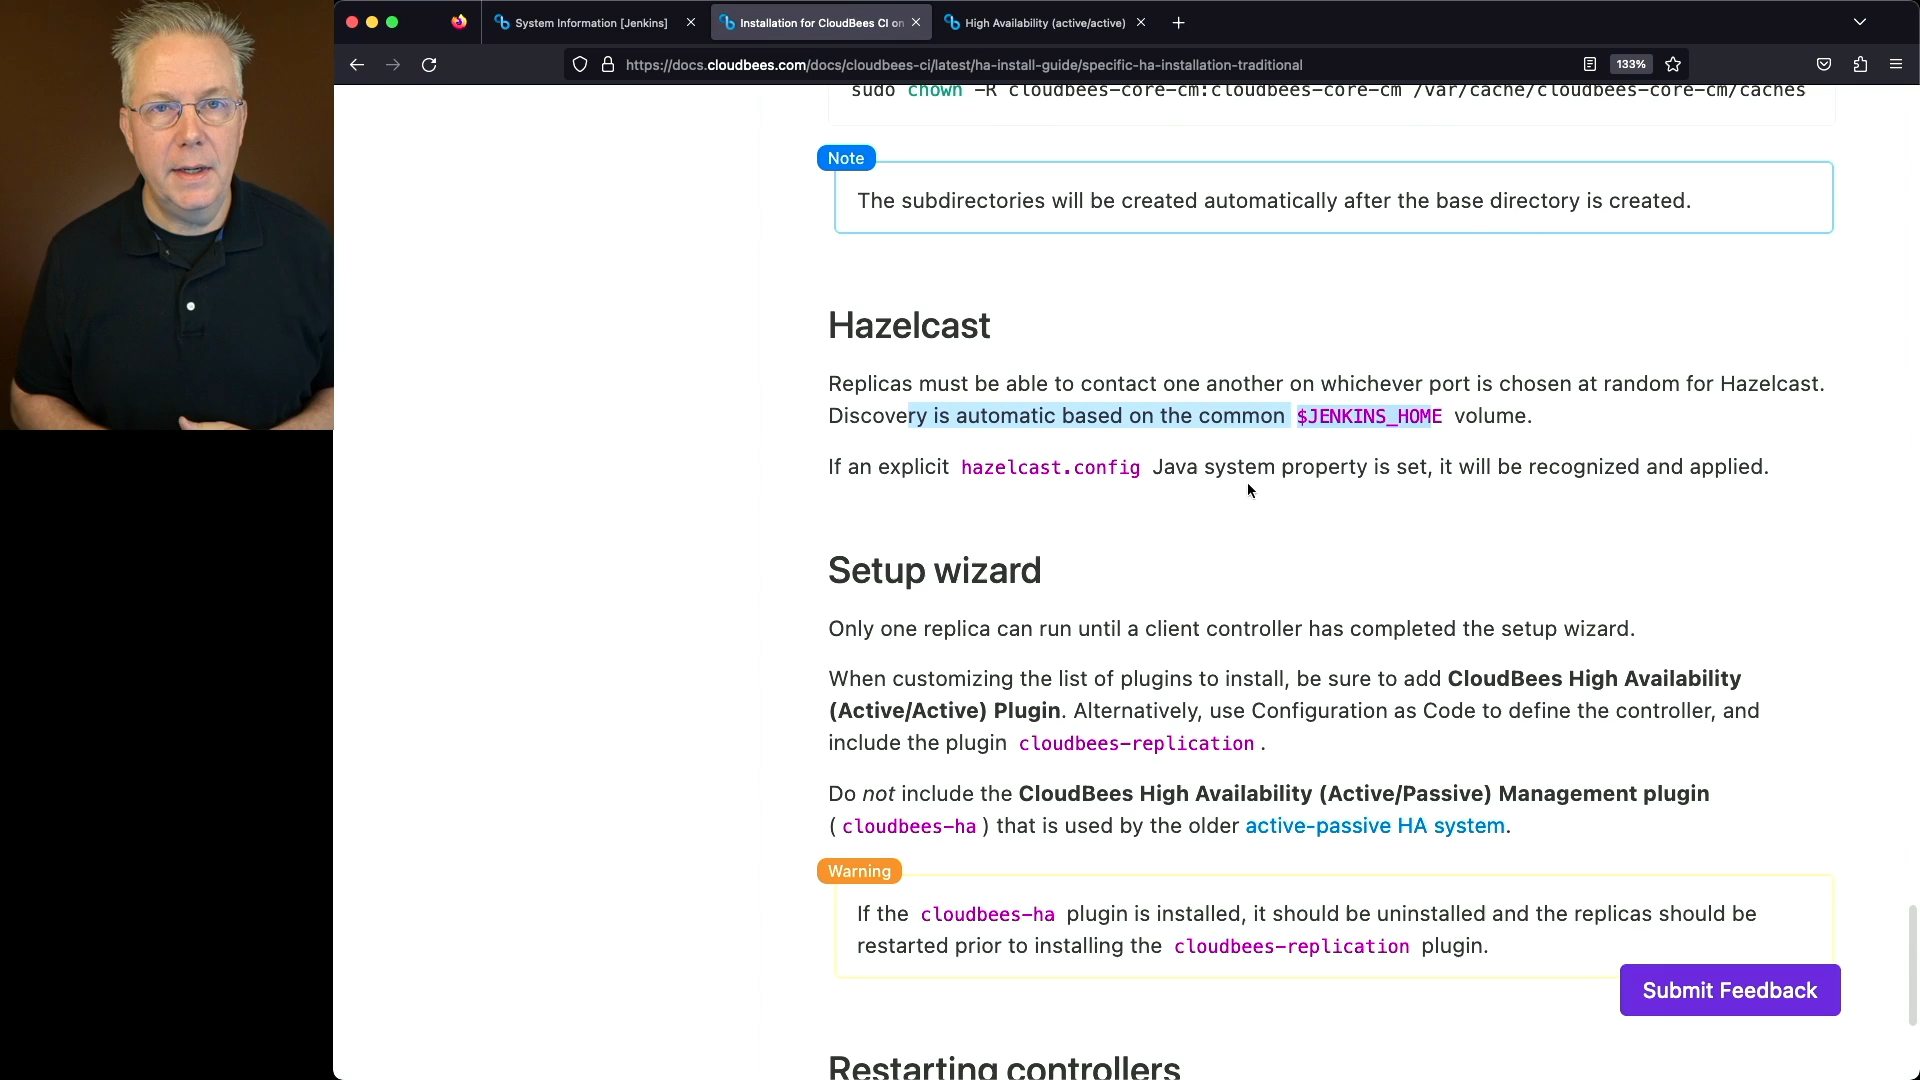 System Information [Jenkins]
Installation for CloudBees CI on
High Availability (active/active)
https://docs.cloudbees.com/docs/cloudbees-ci/latest/ha-install-guide/specific-ha-installation-traditional
133%
sudo chown -R cloudbees-core-cm:cloudbees-core-cm /var/cache/cloudbees-core-cm/caches
Note
The subdirectories will be created automatically after the base directory is created.
Hazelcast
Replicas must be able to contact one another on whichever port is chosen at random for Hazelcast.
Discovery is automatic based on the common $JENKINS_HOME volume.
If an explicit hazelcast.config Java system property is set, it will be recognized and applied.
Setup wizard
Only one replica can run until a client controller has completed the setup wizard.
When customizing the list of plugins to install, be sure to add CloudBees High Availability
(Active/Active) Plugin. Alternatively, use Configuration as Code to define the controller, and
include the plugin cloudbees-replication .
Do not include the CloudBees High Availability (Active/Passive) Management plugin
( cloudbees-ha ) that is used by the older active-passive HA system.
Warning
If the cloudbees-ha plugin is installed, it should be uninstalled and the replicas should be
restarted prior to installing the cloudbees-replication plugin.
Submit Feedback
Restarting controllers